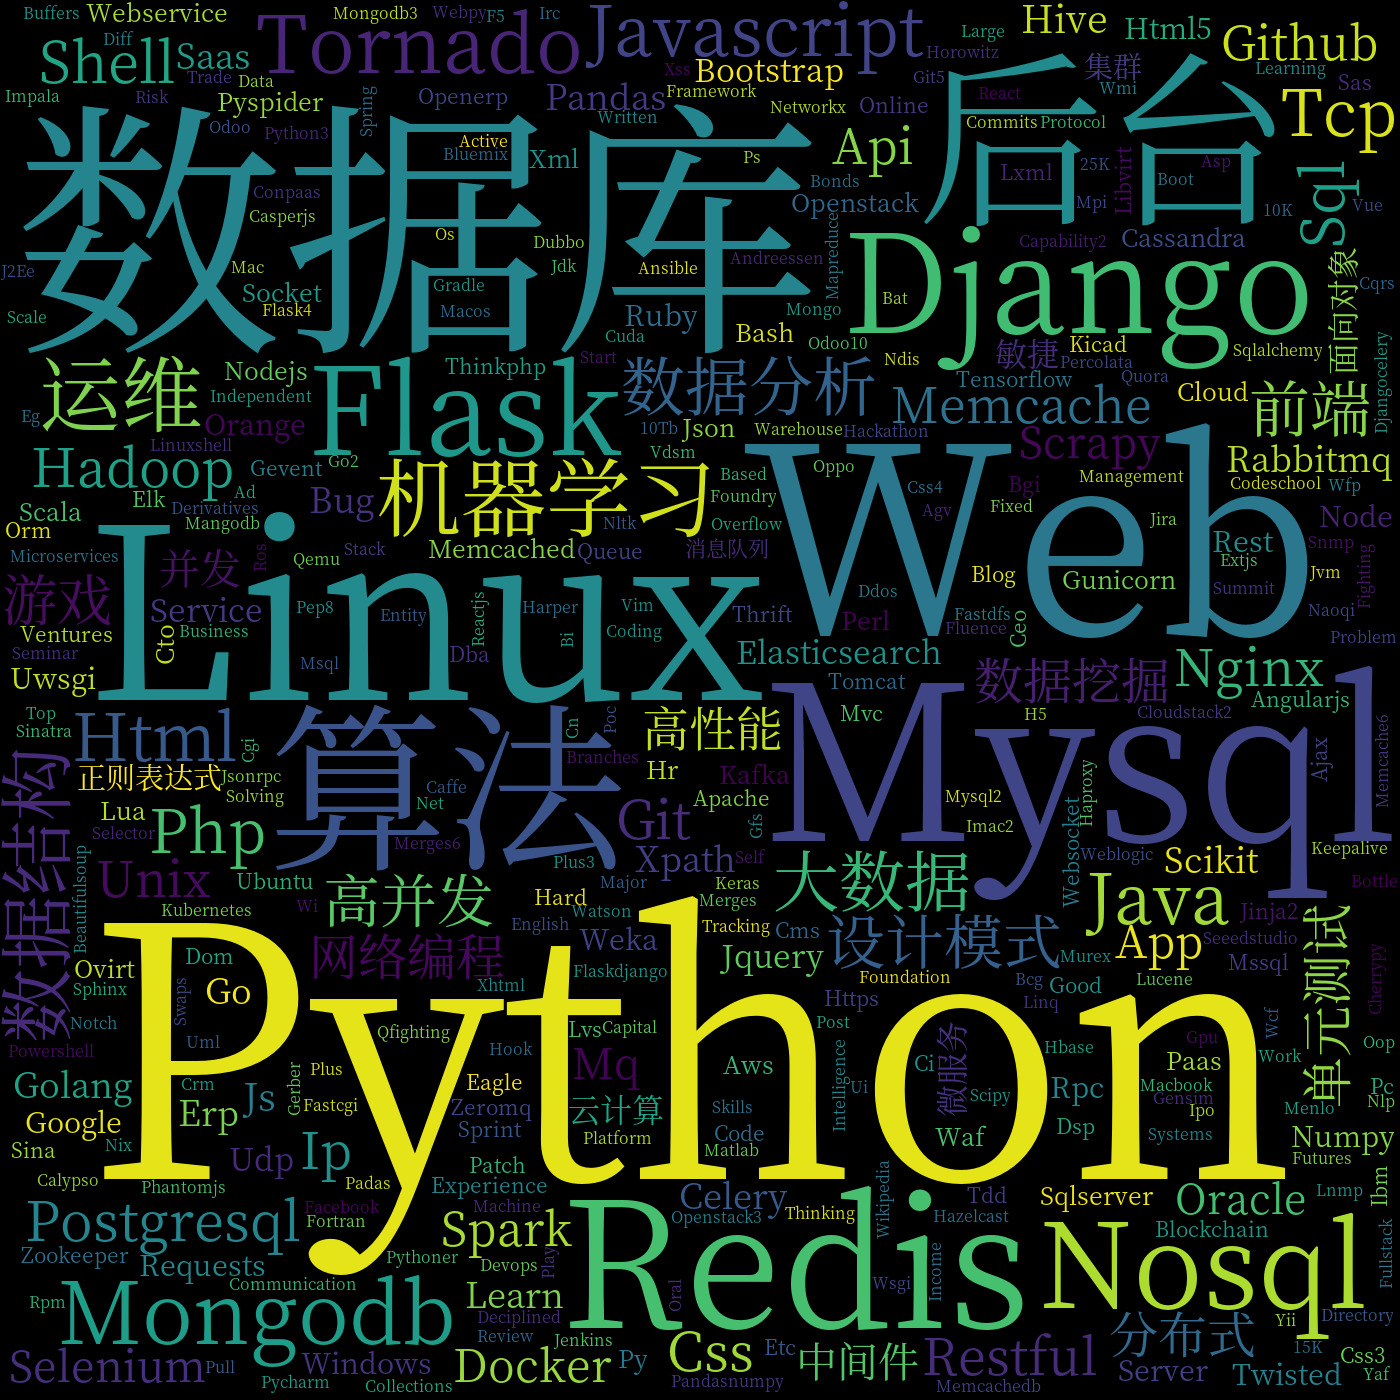 Buffers
Webservice
Mongodb3
Webpy
F5
Irc
Javascript
Large
Hive
Html5
Github
Diff
Shell
Saas
Tornado
Horowitz
集群
Learning
Trade
Data
Xss
Bootstrap
Git5
Wmi
Sas
Impala
Risk
Pyspider
Spring
Openerp
Pandas
Framework
Networkx
Online
React
Tcp
Odoo
Python3
Written
Active
Bluemix
Xml
Ps
Api
Commits
Protocol
后台
数据库
Conpaas
Casperjs
Bonds
Openstack
Lxml
25K
Libvirt
Boot
Asp
Mpi
10K
Sql
Vue
Os
Dubbo
Mapreduce
Capability2
Cassandra
J2Ee
Mac
Jdk
Ansible
Andreessen
Django
面向对象
Cqrs
Socket
Gradle
Flask4
Macos
Bat
Scale
Ruby
Mongo
Cuda
Bash
Odoo10
Ndis
敏捷
Kicad
Sqlalchemy
运维
Nodejs
Flask
Thinkphp
Start
数据分析
Percolata
Tensorflow
Quora
Djangocelery
Independent
Memcache
Cloud
前端
Eg
Orange
10Tb
Json
Warehouse
Hackathon
Scrapy
Linuxshell
Hadoop
Gevent
Go2
Vdsm
Oppo
Web
Rabbitmq
机器学习
Based
Management
Codeschool
Wfp
Elk
Ad
Bug
Foundry
Css4
Bgi
Scala
Derivatives
Fixed
Agv
Node
Orm
Mangodb
Nltk
Overflow
Jira
Rest
Snmp
Microservices
并发
Ros
Stack
Memcached
Queue
消息队列
Extjs
Qemu
Linux
Blog
Gunicorn
Jvm
游戏
Ddos
Summit
Fighting
Service
Pep8
Entity
Reactjs
Harper
Vim
Thrift
Perl
Fastdfs
Fluence
Ceo
Naoqi
Ventures
Cto
Business
Bi
Coding
Problem
Seminar
Msql
Dba
Elasticsearch
数据挖掘
Nginx
Uwsgi
Tomcat
Angularjs
Top
Sinatra
Html
Cgi
算法
Cn
Poc
高性能
Mvc
Mysql
H5
Cloudstack2
Ajax
Memcache6
数据结构
正则表达式
Jsonrpc
Branches
Hr
Kafka
Solving
Caffe
Net
Apache
Mysql2
Websocket
Haproxy
Lua
Selector
Php
Git
Gfs
Imac2
Merges6
Keepalive
Plus3
Xpath
Self
Weblogic
Scikit
Beautifulsoup
Unix
Ubuntu
Major
Keras
大数据
Java
Bottle
Kubernetes
Wi
高并发
Hard
Watson
Merges
Jinja2
English
Tracking
Cms
设计模式
App
Seeedstudio
单元测试
网络编程
Weka
Ovirt
Dom
Jquery
Murex
Mssql
Flaskdjango
Foundation
Sphinx
Swaps
Go
Python
Xhtml
Bcg
Good
Lucene
Cherrypy
Https
Linq
Notch
Qfighting
Lvs
Capital
Post
Wcf
Powershell
Uml
Hook
微服务
Hbase
Gpu
Oop
Mq
Aws
Ci
Paas
Work
Golang
Crm
Js
Gerber
Plus
Eagle
Intelligence
Ui
Scipy
Rpc
Macbook
Gensim
Pc
Nlp
Erp
Fastcgi
Zeromq
云计算
Skills
Ipo
Menlo
Google
Sprint
Code
Waf
Dsp
Systems
Numpy
Sina
Nix
Udp
Ip
Platform
Matlab
Futures
Calypso
Patch
Wikipedia
Phantomjs
Padas
Experience
Celery
Tdd
Sqlserver
Oracle
Ibm
Lnmp
Postgresql
Facebook
Machine
Redis
Openstack3
Thinking
Hazelcast
Fortran
Spark
Nosql
Blockchain
Fullstack
Zookeeper
Requests
Pythoner
Devops
Play
Income
Communication
Oral
Wsgi
Rpm
Mongodb
Learn
Deciplined
Directory
Yii
分布式
Review
Jenkins
Css
Etc
中间件
Restful
15K
Css3
Selenium
Pull
Windows
Docker
Py
Server
Twisted
Yaf
Pycharm
Collections
Pandasnumpy
Memcachedb